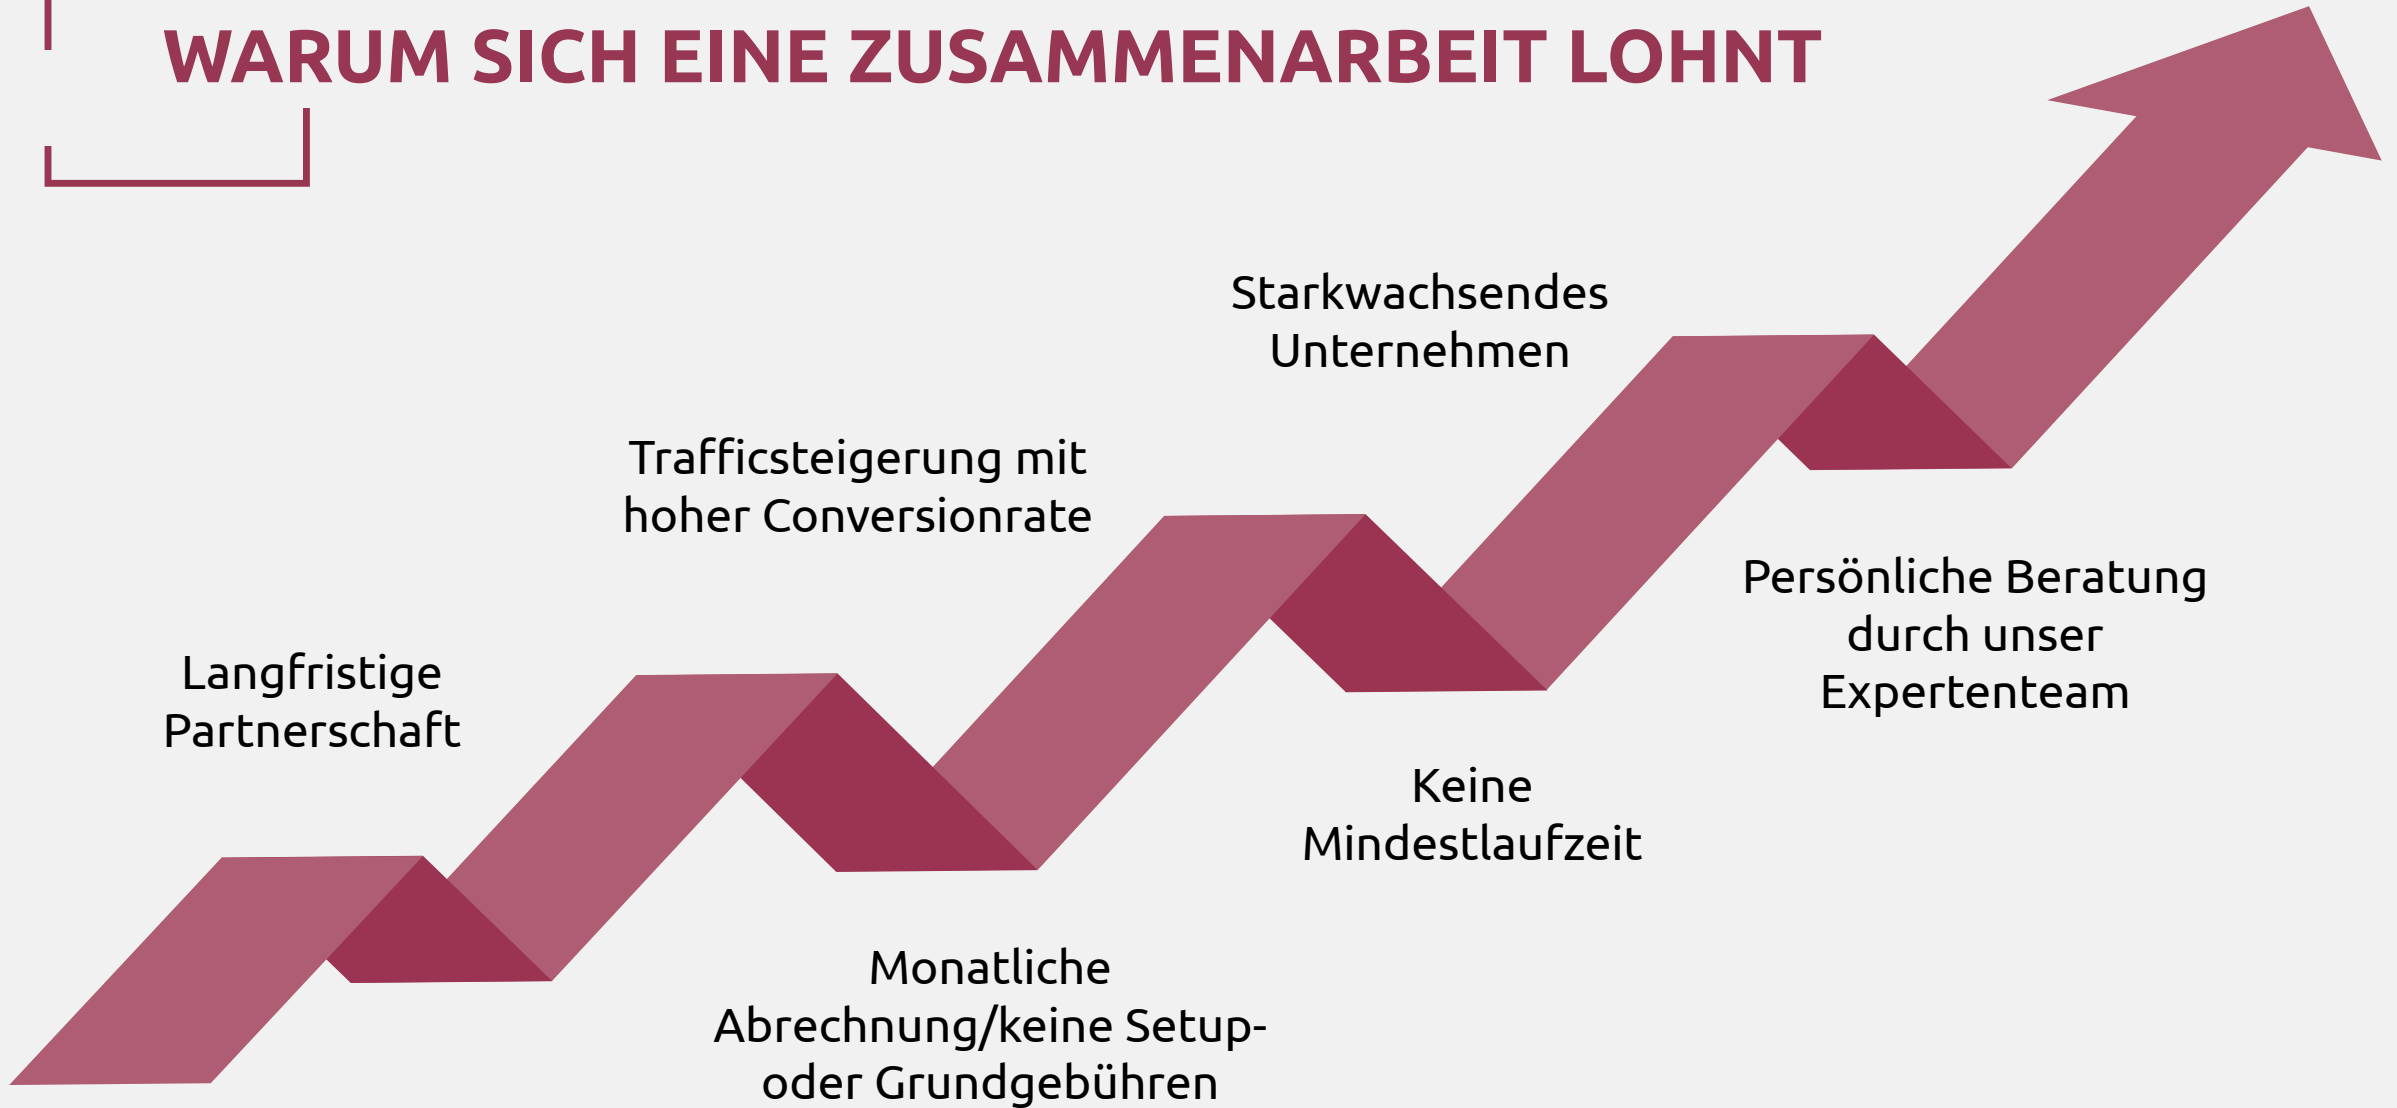 WARUM SICH EINE ZUSAMMENARBEIT LOHNT
Starkwachsendes
Unternehmen
Trafficsteigerung mit
hoher Conversionrate
Persönliche Beratung
durch unser
Expertenteam
Langfristige
Partnerschaft
Keine
Mindestlaufzeit
Monatliche
Abrechnung/keine Setup-
oder Grundgebühren